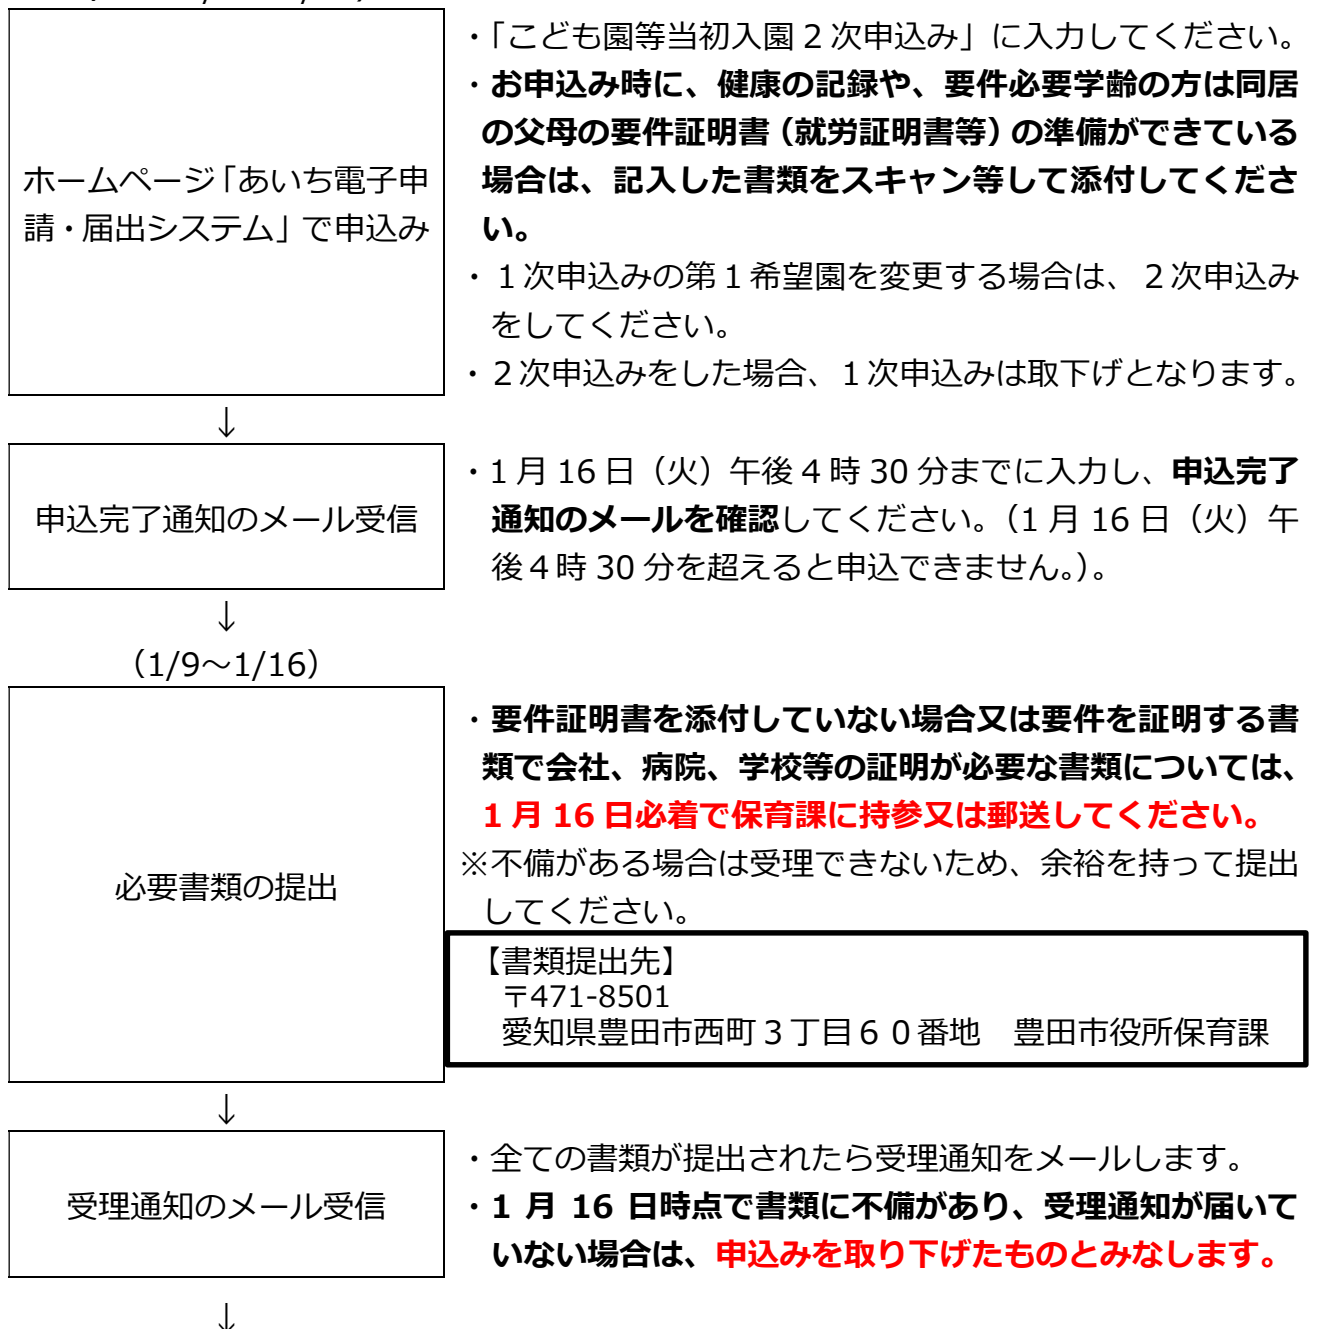 ・「こども園等当初入園２次申込み」に入力してください。
・お申込み時に、健康の記録や、要件必要学齢の方は同居
の父母の要件証明書（就労証明書等）の準備ができている
場合は、記入した書類をスキャン等して添付してくださ
い。
・１次申込みの第１希望園を変更する場合は、２次申込み
をしてください。
・２次申込みをした場合、１次申込みは取下げとなります。
ホームページ「あいち電子申
請・届出システム」で申込み
↓
申込完了通知のメール受信
・1 月 16 日（火）午後４時 30 分までに入力し、申込完了
通知のメールを確認してください。（1 月 16 日（火）午
後４時 30 分を超えると申込できません。）。
↓
（1/9～1/16）
必要書類の提出
・要件証明書を添付していない場合又は要件を証明する書
類で会社、病院、学校等の証明が必要な書類については、
1 月 16 日必着で保育課に持参又は郵送してください。
※不備がある場合は受理できないため、余裕を持って提出
してください。
【書類提出先】
〒471-8501
愛知県豊田市西町３丁目６０番地　豊田市役所保育課
↓
受理通知のメール受信
・全ての書類が提出されたら受理通知をメールします。
・1 月 16 日時点で書類に不備があり、受理通知が届いて
いない場合は、申込みを取り下げたものとみなします。
↓